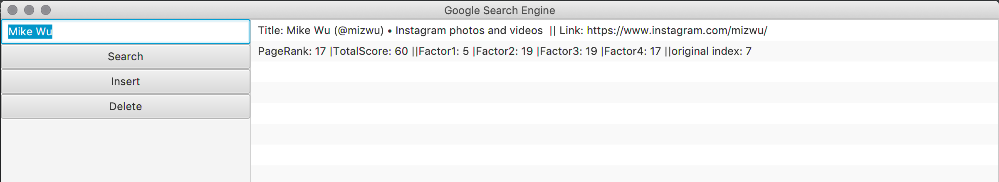 Google Search Engine
Mike Wu
Search
Insert
Delete
Title: Mike Wu (@mizwu) • Instagram photos and videos  || Link: https://www.instagram.com/mizwu/
PageRank: 17 |TotalScore: 60 ||Factor1: 5 |Factor2: 19 |Factor3: 19 |Factor4: 17 ||original index: 7